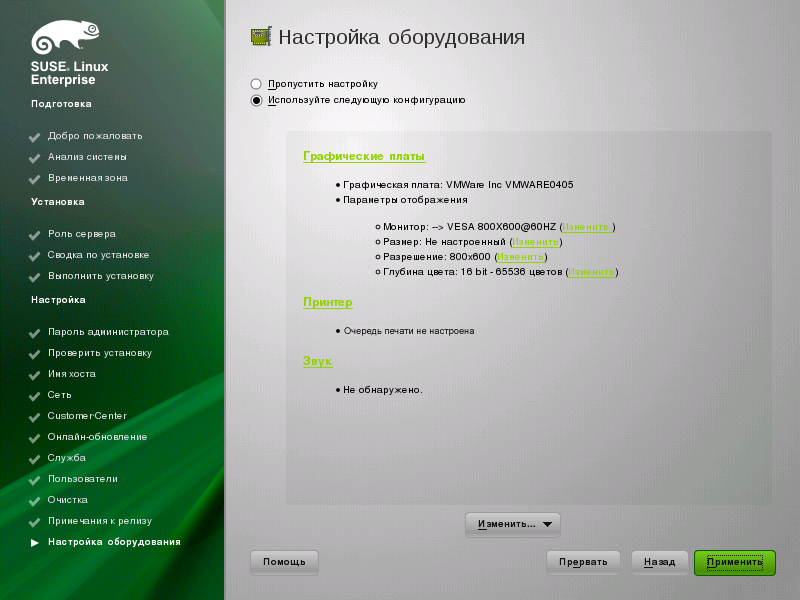 SUSE. Linux
Enterprise
Подготовка
Добро пожаловать
Анализ системы
Временная зона
Установка
Роль сервера
Сводка по установке
Выполнить установку
Настройка
Пароль администратора
Проверить установку
Имя хоста
Сеть
Customer-Center
Онлайн-обновление
Служба
Пользователи
Очистка
Примечания к релизу
Настройка оборудования
Настройка оборудования
Пропустить настройку
Используйте следующую конфигурацию
Графические платы
Графическая плата: VMWare Inc VMWARE0405
Параметры отображения
Монитор: --> VESA 800X600@60HZ (Изменить )
Размер: Не настроенный (Изменить)
Разрешение: 800x600 (Изменить)
Глубина цвета: 16 bit - 65536 цветов (Изменить)
Принтер
Очередь печати не настроена
Звук
Не обнаружено.
Изменить...
Помощь
Прервать
Назад
Применить